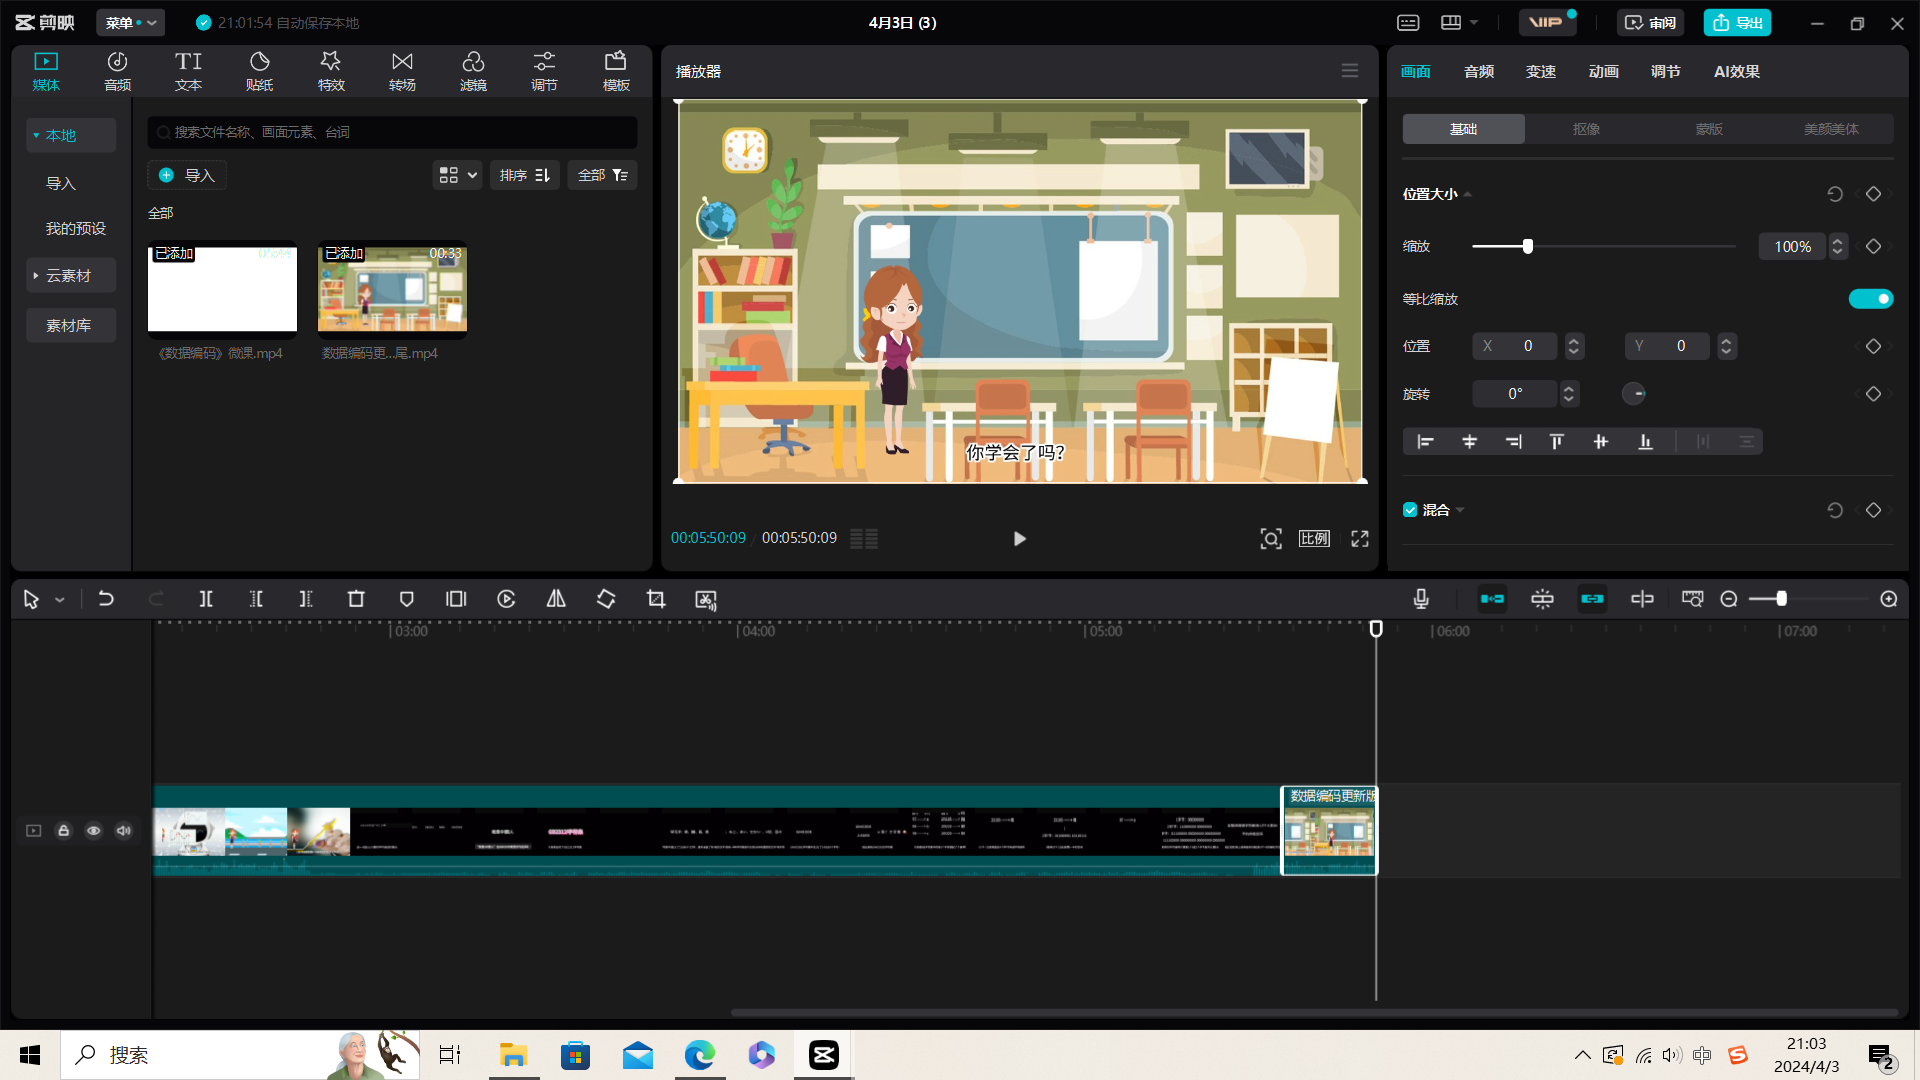 剪映
菜单
21:01:54 自动保存本地
4月3日 (3)
VIP
审阅
导出
媒体
音频
文本
贴纸
特效
转场
滤镜
调节
模板
播放器
画面
音频
变速
动画
调节
AI效果
本地
导入
我的预设
云素材
素材库
搜索文件名称、画面元素、台词
导入
排序
全部
全部
已添加
已添加
00:33
《数据编码》微课.mp4
数据编码更...尾.mp4
你学会了吗?
00:05:50:09
00:05:50:09
比例
基础
抠像
蒙版
美颜美体
位置大小
缩放
100%
等比缩放
位置
X 0
Y 0
旋转
0°
混合
03:00
04:00
05:00
06:00
07:00
数据编码更新版
搜索
中
21:03
2024/4/3
2